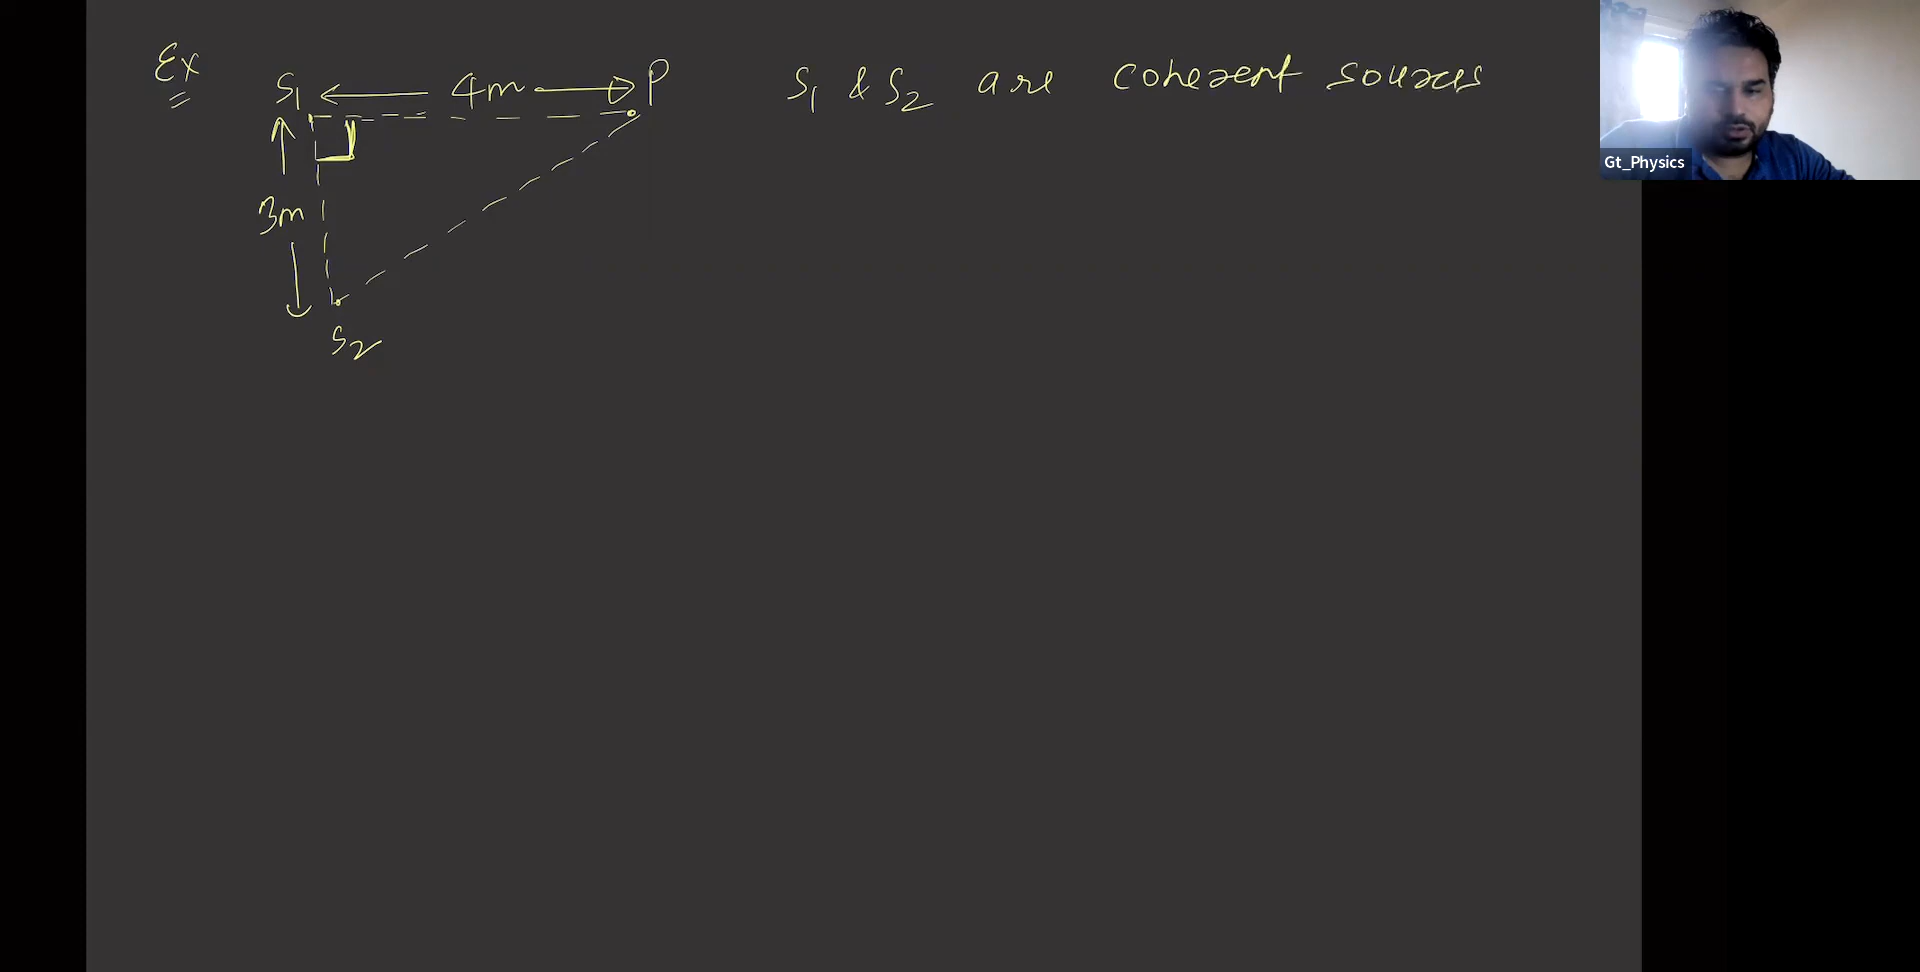 Ex
S1 4m P S1 & S2 are coherent sources
3m
S2
Gt_Physics